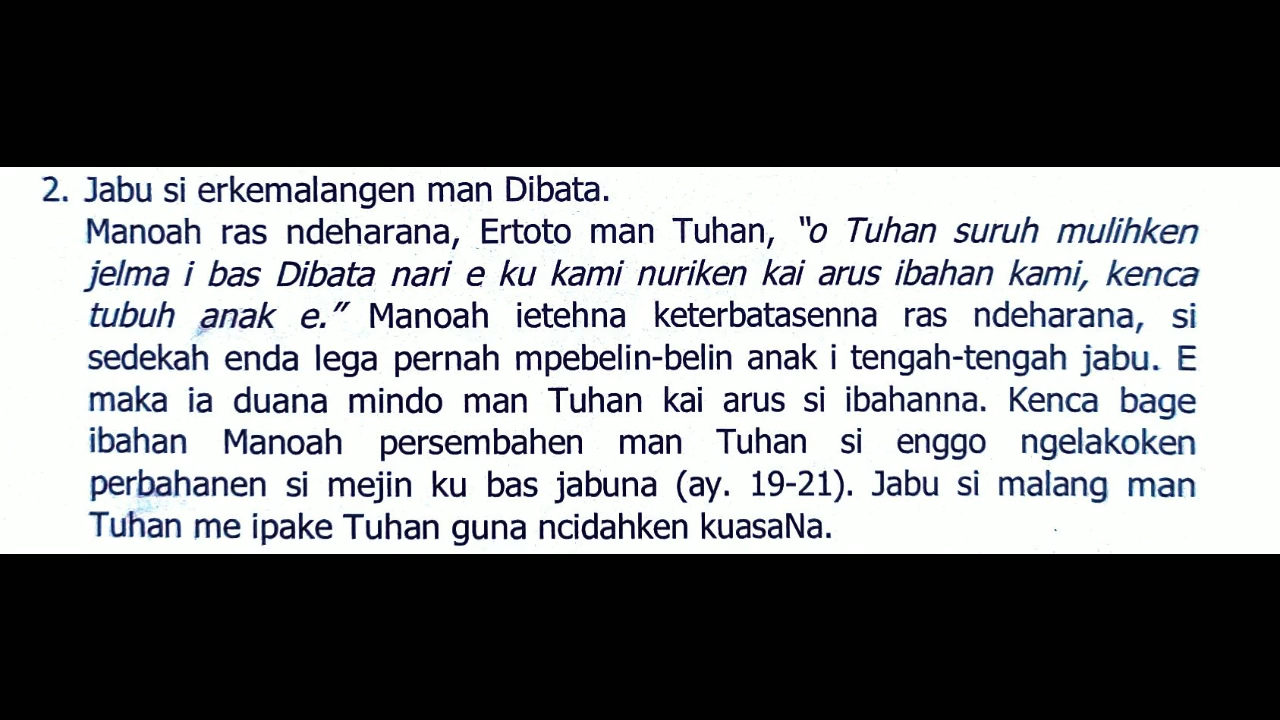 2. Jabu si erkemalangen man Dibata.
Manoah ras ndeharana, Ertoto man Tuhan, "o Tuhan suruh mulihken
jelma i bas Dibata nari e ku kami nuriken kai arus ibahan kami, kenca
tubuh anak e." Manoah ietehna keterbatasenna ras ndeharana, si
sedekah enda lega pernah mpebelin-belin anak i tengah-tengah jabu. E
maka ia duana mindo man Tuhan kai arus si ibahanna. Kenca bage
ibahan Manoah persembahen man Tuhan si enggo ngelakoken
perbahanen si mejin ku bas jabuna (ay. 19-21). Jabu si malang man
Tuhan me ipake Tuhan guna ncidahken kuasaNa.